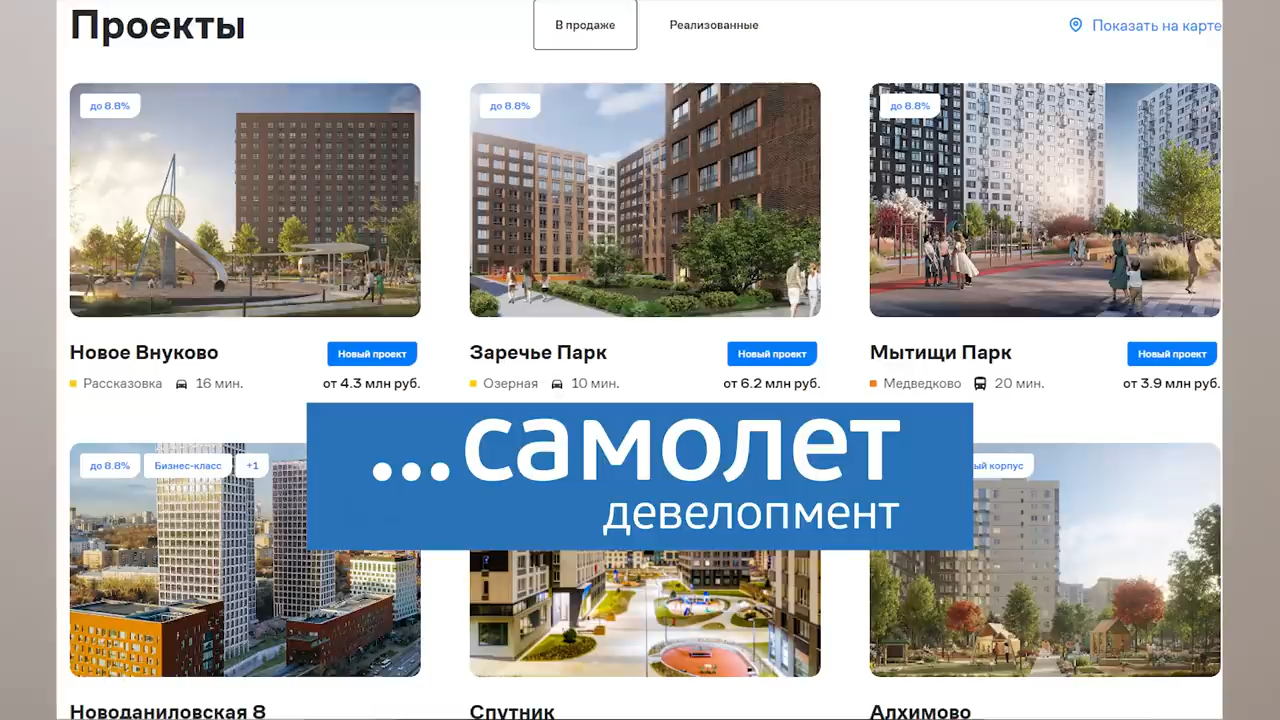 Проекты
В продаже
Реализованные
Показать на карте
до 8.8%
до 8.8%
до 8.8%
Новое Внуково
Новый проект
Рассказовка 16 мин.
от 4.3 млн руб.
Заречье Парк
Новый проект
Озерная 10 мин.
от 6.2 млн руб.
Мытищи Парк
Новый проект
Медведково 20 мин.
от 3.9 млн руб.
...самолет
девелопмент
до 8.8%
Бизнес-класс
+1
корпус
Новоданиловская 8
Спутник
Алхимово